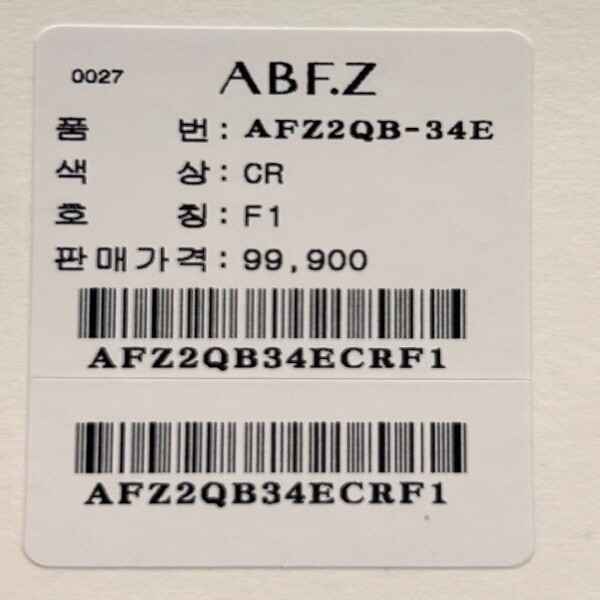 0027 ABF.Z
품 번 : AFZ2QB-34E
색 상 : CR
호 칭 : F1
판매가격 : 99,900
AFZ2QB34ECRF1
AFZ2QB34ECRF1